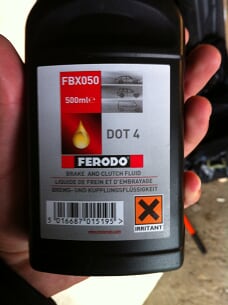 FBX050
500ml e
DOT 4
FERODO
BRAKE AND CLUTCH FLUID
LIQUIDE DE FREIN ET D'EMBRAYAGE
BREMS- UND KUPPLUNGSFLÜSSIGKEIT
5 016687 015195 >
IRRITANT